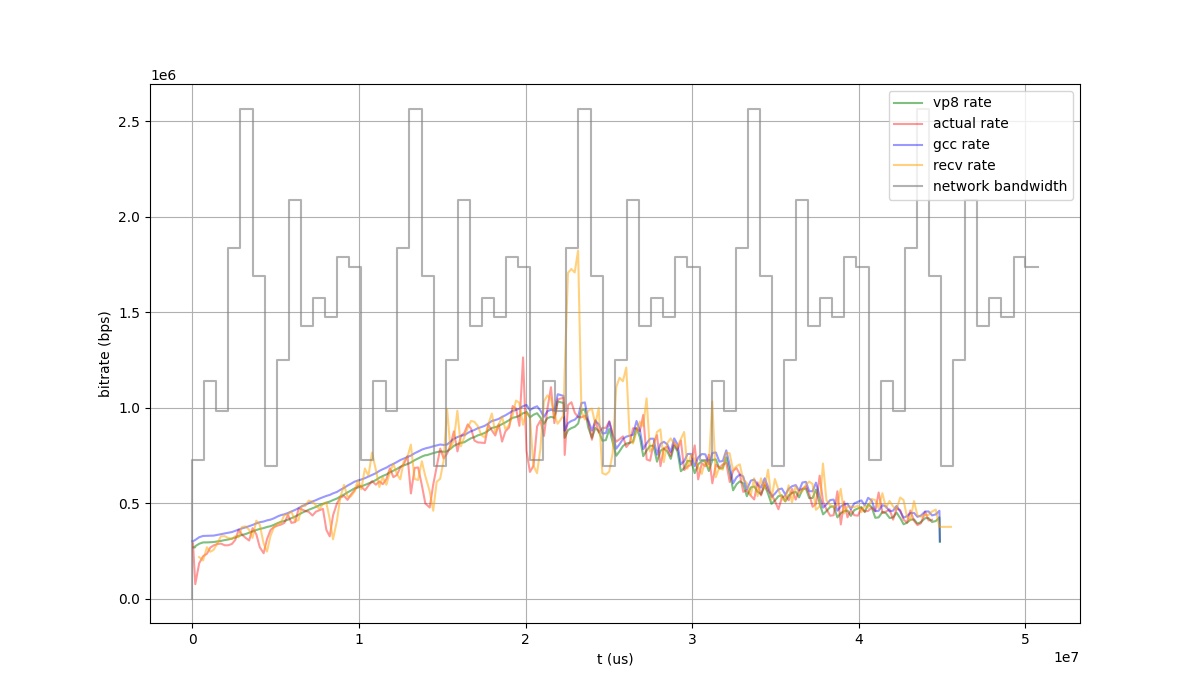 1e6
2.5
2.0
1.5
1.0
0.5
0.0
bitrate (bps)
vp8 rate
actual rate
gcc rate
recv rate
network bandwidth
0 1 2 3 4 5
1e7
t (us)